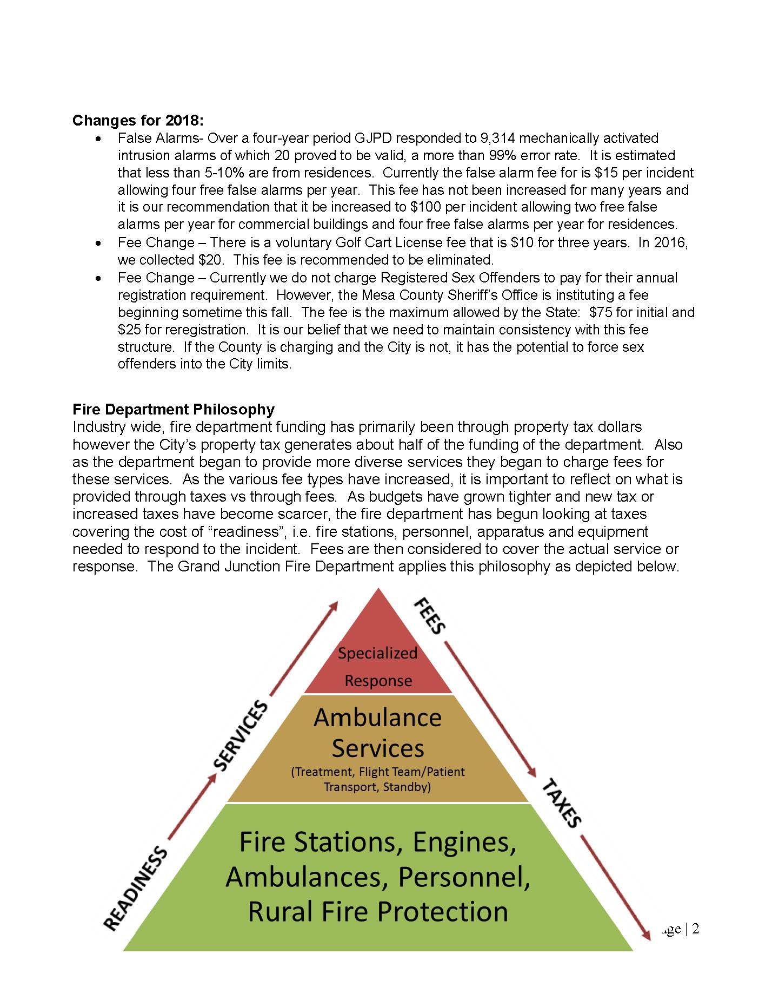 Changes for 2018:
• False Alarms- Over a four-year period GJPD responded to 9,314 mechanically activated
intrusion alarms of which 20 proved to be valid, a more than 99% error rate.  It is estimated
that less than 5-10% are from residences.  Currently the false alarm fee for is $15 per incident
allowing four free false alarms per year.  This fee has not been increased for many years and
it is our recommendation that it be increased to $100 per incident allowing two free false
alarms per year for commercial buildings and four free false alarms per year for residences.
• Fee Change – There is a voluntary Golf Cart License fee that is $10 for three years.  In 2016,
we collected $20.  This fee is recommended to be eliminated.
• Fee Change – Currently we do not charge Registered Sex Offenders to pay for their annual
registration requirement.  However, the Mesa County Sheriff’s Office is instituting a fee
beginning sometime this fall.  The fee is the maximum allowed by the State:  $75 for initial and
$25 for reregistration.  It is our belief that we need to maintain consistency with this fee
structure.  If the County is charging and the City is not, it has the potential to force sex
offenders into the City limits.
Fire Department Philosophy
Industry wide, fire department funding has primarily been through property tax dollars
however the City’s property tax generates about half of the funding of the department.  Also
as the department began to provide more diverse services they began to charge fees for
these services.  As the various fee types have increased, it is important to reflect on what is
provided through taxes vs through fees.  As budgets have grown tighter and new tax or
increased taxes have become scarcer, the fire department has begun looking at taxes
covering the cost of “readiness”, i.e. fire stations, personnel, apparatus and equipment
needed to respond to the incident.  Fees are then considered to cover the actual service or
response.  The Grand Junction Fire Department applies this philosophy as depicted below.
FEES
Specialized
Response
SERVICES
Ambulance
Services
(Treatment, Flight Team/Patient
Transport, Standby)
TAXES
READINESS
Fire Stations, Engines,
Ambulances, Personnel,
Rural Fire Protection
ge | 2